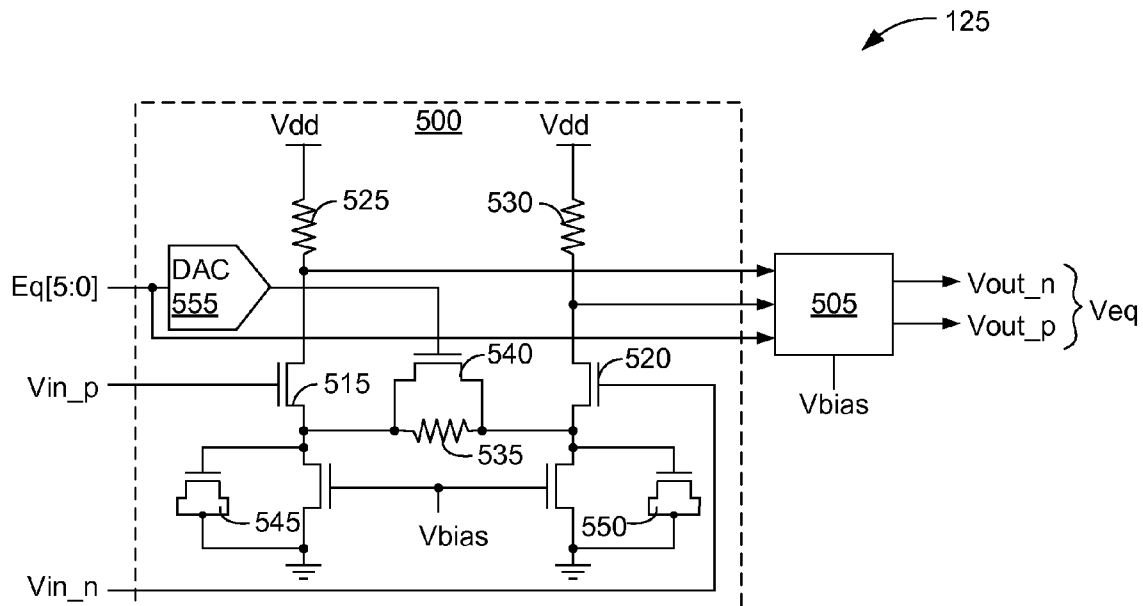 125
500
Vdd
Vdd
525
530
DAC
555
Eq[5:0]
505
Vout_n
Vout_p
Veq
540
520
Vin_p
515
Vbias
535
545
550
Vbias
Vin_n